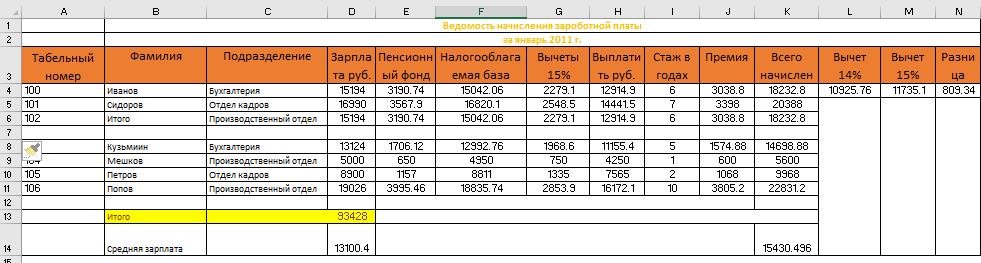 A B C D E F G H I J K L M N
1 Ведомость начисления зароботной платы
2 за январь 2011 г.
Табельный Фамилия Подразделение Зарпла Пенсионн Налогооблага Вычеты Выплати Стаж в Премия Всего Вычет Вычет Разни
3 номер та руб. ый фонд емая база 15% ть руб. годах начислен 14% 15% ца
4 100 Иванов Бухгалтерия 15194 3190.74 15042.06 2279.1 12914.9 6 3038.8 18232.8 10925.76 11735.1 809.34
5 101 Сидоров Отдел кадров 16990 3567.9 16820.1 2548.5 14441.5 7 3398 20388
6 102 Итого Производственный отдел 15194 3190.74 15042.06 2279.1 12914.9 6 3038.8 18232.8
7
8 Кузьмиин Бухгалтерия 13124 1706.12 12992.76 1968.6 11155.4 5 1574.88 14698.88
9 Мешков Производственный отдел 5000 650 4950 750 4250 1 600 5600
10 105 Петров Отдел кадров 8900 1157 8811 1335 7565 2 1068 9968
11 106 Попов Производственный отдел 19026 3995.46 18835.74 2853.9 16172.1 10 3805.2 22831.2
12
13 Итого 93428
14 Средняя зарплата 13100.4 15430.496